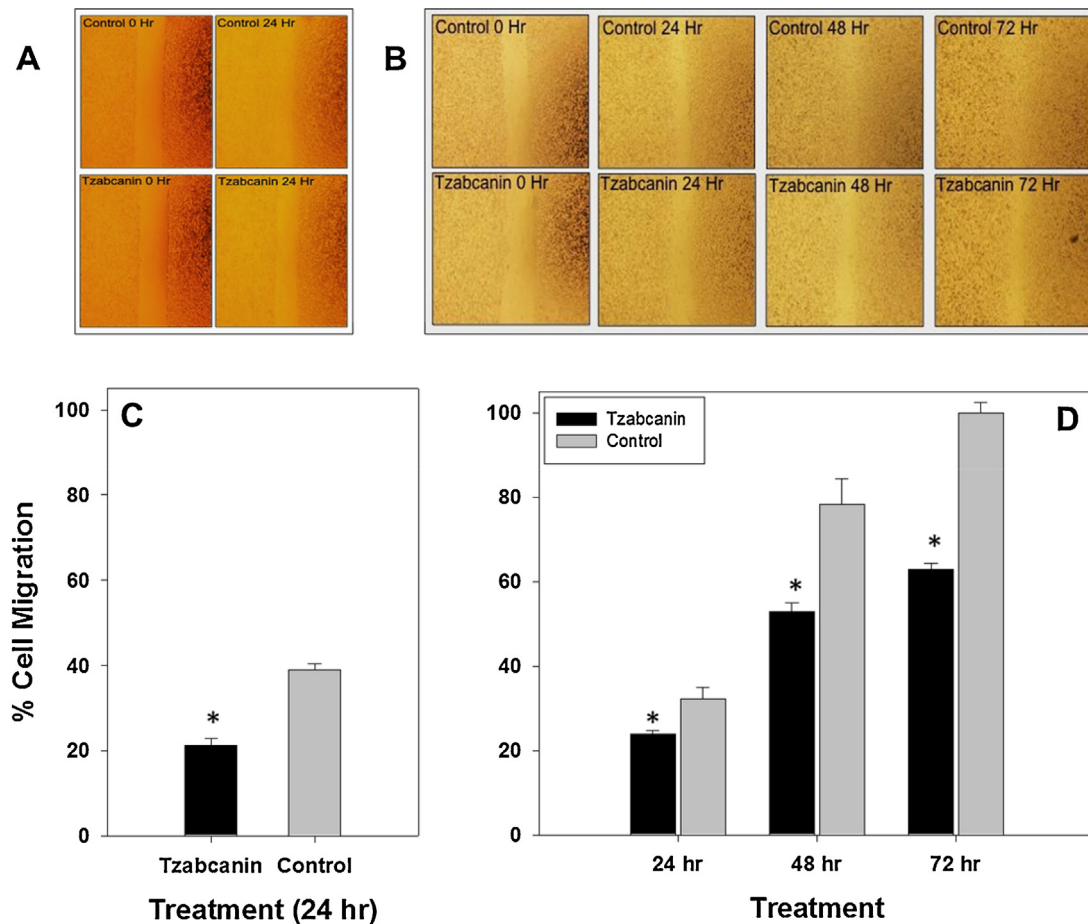 A
Control 0 Hr
Control 24 Hr
Tzabcanin 0 Hr
Tzabcanin 24 Hr
B
Control 0 Hr
Control 24 Hr
Control 48 Hr
Control 72 Hr
Tzabcanin 0 Hr
Tzabcanin 24 Hr
Tzabcanin 48 Hr
Tzabcanin 72 Hr
% Cell Migration
C
100
80
60
40
20
0
*
Tzabcanin
Control
Treatment (24 hr)
D
Tzabcanin
Control
100
80
60
40
20
0
*
*
*
24 hr
48 hr
72 hr
Treatment